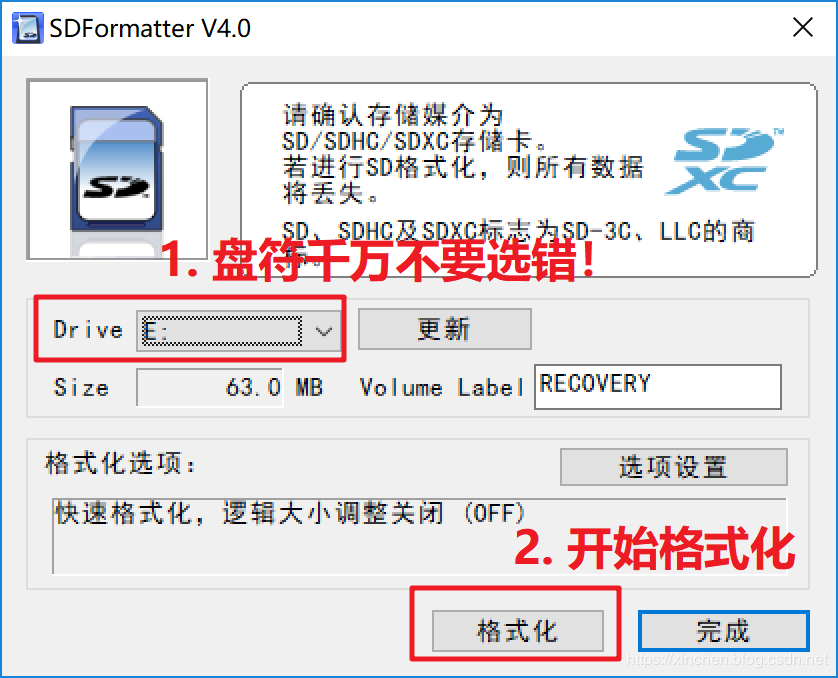 SDFormatter V4.0
请确认存储媒介为
SD/SDHC/SDXC存储卡。
若进行SD格式化，则所有数据
将丢失。
SD、SDHC及SDXC标志为SD-3C、LLC的商
标。
SD
SD
XC
TM
1. 盘符千万不要选错！
Drive E:
更新
Size 63.0 MB Volume Label RECOVERY
格式化选项：
选项设置
快速格式化，逻辑大小调整关闭 (OFF)
2. 开始格式化
格式化
完成
https://xinchen.blog.csdn.net